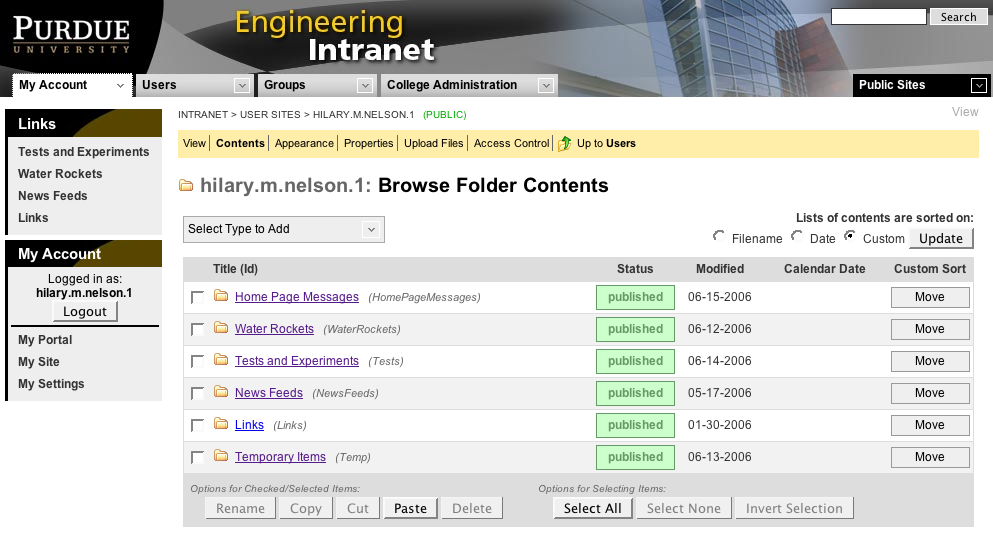 PURDUE
UNIVERSITY
Engineering
Intranet
Search
My Account
Users
Groups
College Administration
Public Sites
Links
Tests and Experiments
Water Rockets
News Feeds
Links
My Account
Logged in as:
hilary.m.nelson.1
Logout
My Portal
My Site
My Settings
INTRANET > USER SITES > HILARY.M.NELSON.1 (PUBLIC)
View
View Contents Appearance Properties Upload Files Access Control Up to Users
hilary.m.nelson.1: Browse Folder Contents
Select Type to Add
Lists of contents are sorted on:
Filename Date Custom Update
Title (Id) Status Modified Calendar Date Custom Sort
Home Page Messages (HomePageMessages) published 06-15-2006 Move
Water Rockets (WaterRockets) published 06-12-2006 Move
Tests and Experiments (Tests) published 06-14-2006 Move
News Feeds (NewsFeeds) published 05-17-2006 Move
Links (Links) published 01-30-2006 Move
Temporary Items (Temp) published 06-13-2006 Move
Options for Checked/Selected Items: Options for Selecting Items:
Rename Copy Cut Paste Delete Select All Select None Invert Selection